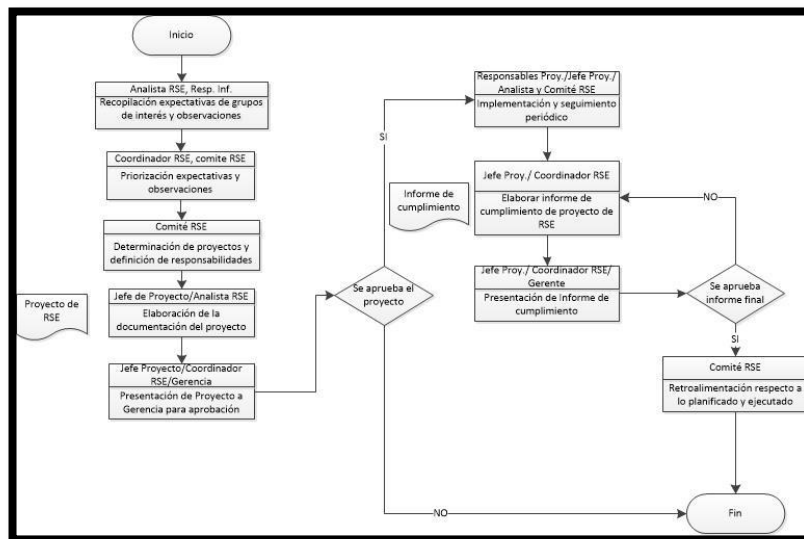 Inicio
Analista RSE, Resp. Inf.
Recopilación expectativas de grupos
de interés y observaciones
Coordinador RSE, comite RSE
Priorización expectativas y
observaciones
Comité RSE
Determinación de proyectos y
definición de responsabilidades
Proyecto de
RSE
Jefe de Proyecto/Analista RSE
Elaboración de la
documentación del proyecto
Jefe Proyecto/Coordinador
RSE/Gerencia
Presentación de Proyecto a
Gerencia para aprobación
Se aprueba el
proyecto
SI
NO
Responsables Proy./Jefe Proy./
Analista y Comité RSE
Implementación y seguimiento
periódico
Informe de
cumplimiento
Jefe Proy./ Coordinador RSE
Elaborar informe de
cumplimiento de proyecto de
RSE
Jefe Proy./ Coordinador RSE/
Gerente
Presentación de Informe de
cumplimiento
Se aprueba
informe final
NO
SI
Comité RSE
Retroalimentación respecto a
lo planificado y ejecutado
Fin